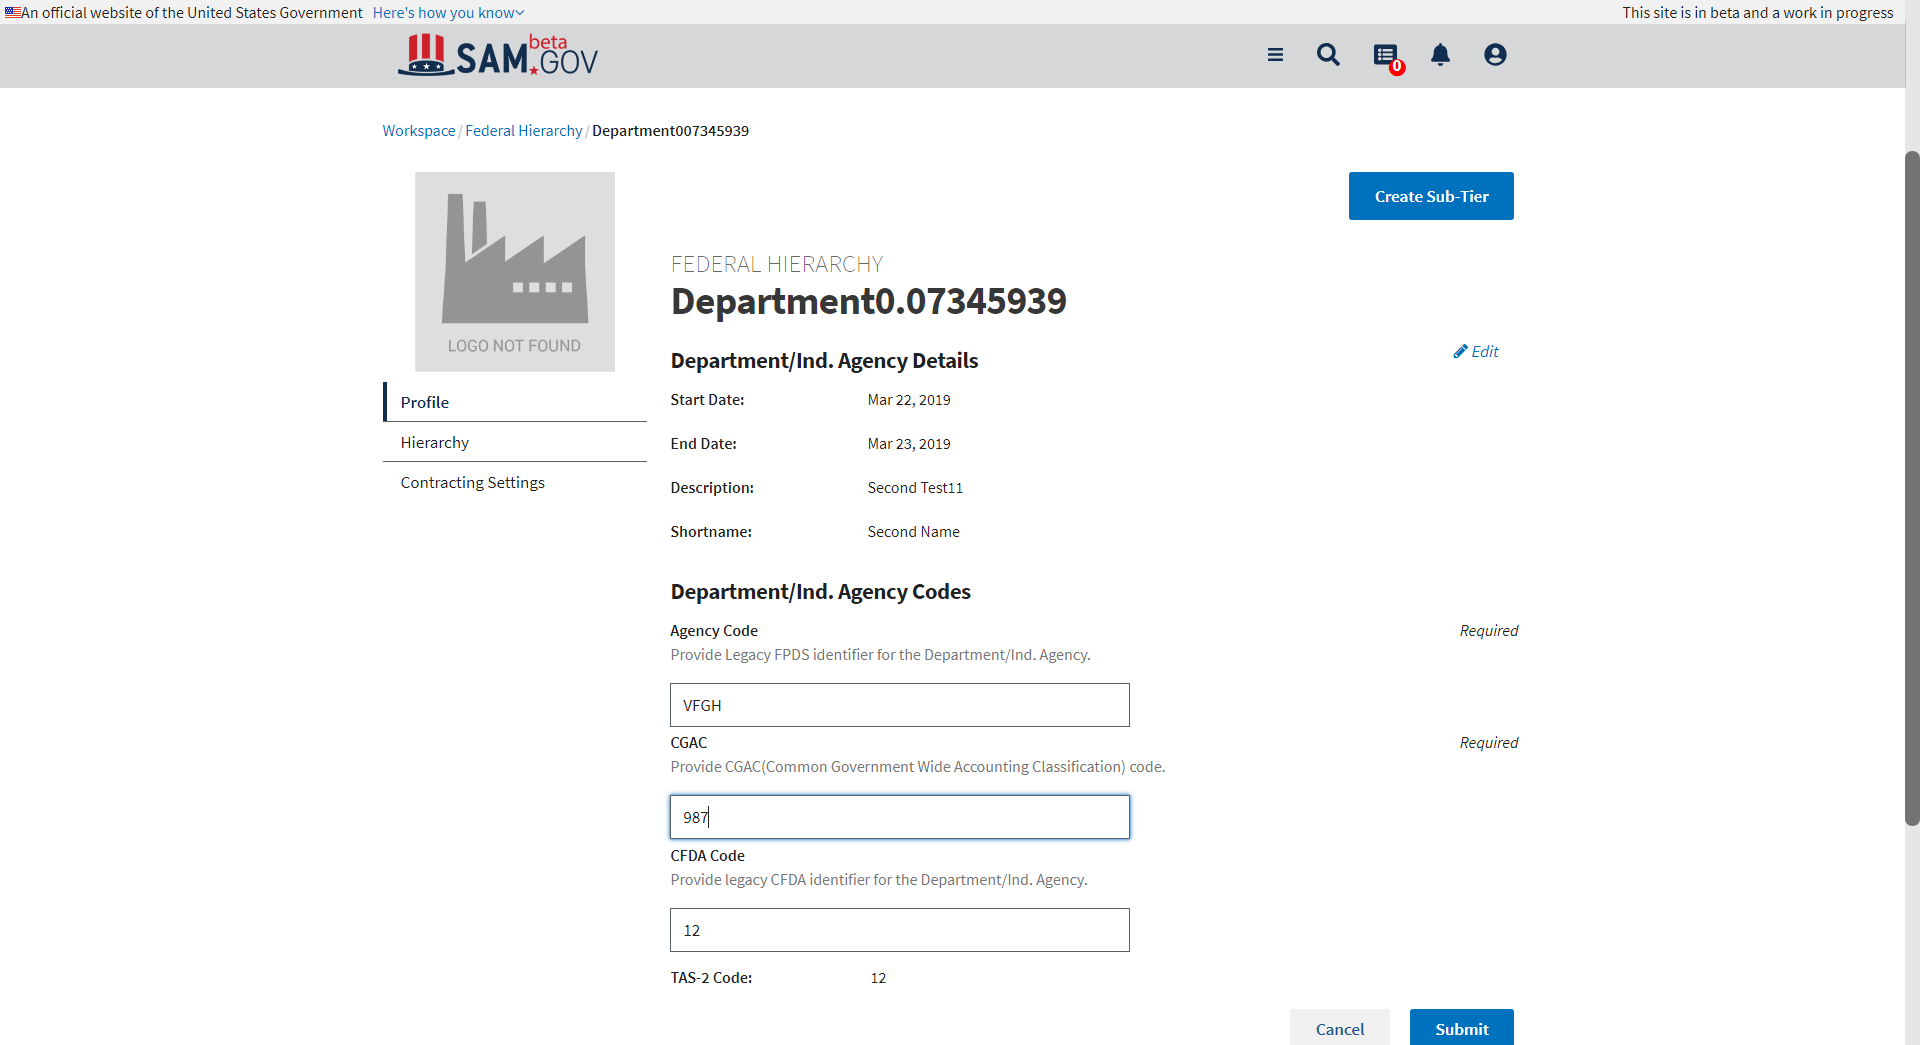 An official website of the United States Government Here's how you know
This site is in beta and a work in progress
SAM.GOV beta
0
Workspace / Federal Hierarchy / Department007345939
LOGO NOT FOUND
Profile
Hierarchy
Contracting Settings
Create Sub-Tier
FEDERAL HIERARCHY
Department0.07345939
Department/Ind. Agency Details
Edit
Start Date: Mar 22, 2019
End Date: Mar 23, 2019
Description: Second Test11
Shortname: Second Name
Department/Ind. Agency Codes
Agency Code Required
Provide Legacy FPDS identifier for the Department/Ind. Agency.
VFGH
CGAC Required
Provide CGAC(Common Government Wide Accounting Classification) code.
987
CFDA Code
Provide legacy CFDA identifier for the Department/Ind. Agency.
12
TAS-2 Code: 12
Cancel Submit